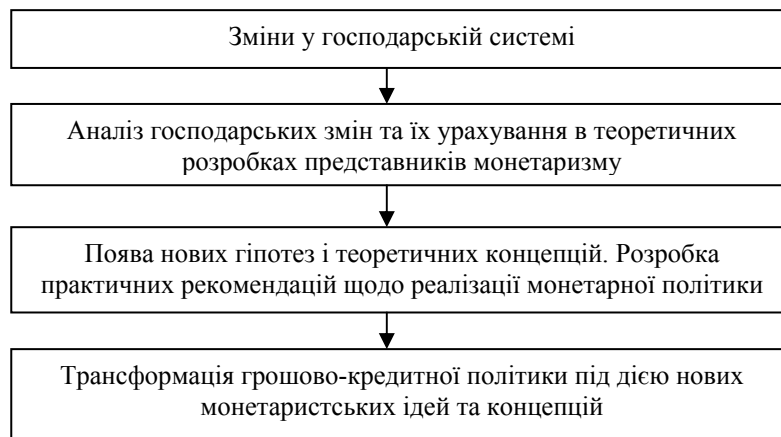 Зміни у господарській системі
Аналіз господарських змін та їх урахування в теоретичних
розробках представників монетаризму
Поява нових гіпотез і теоретичних концепцій. Розробка
практичних рекомендацій щодо реалізації монетарної політики
Трансформація грошово-кредитної політики під дією нових
монетаристських ідей та концепцій